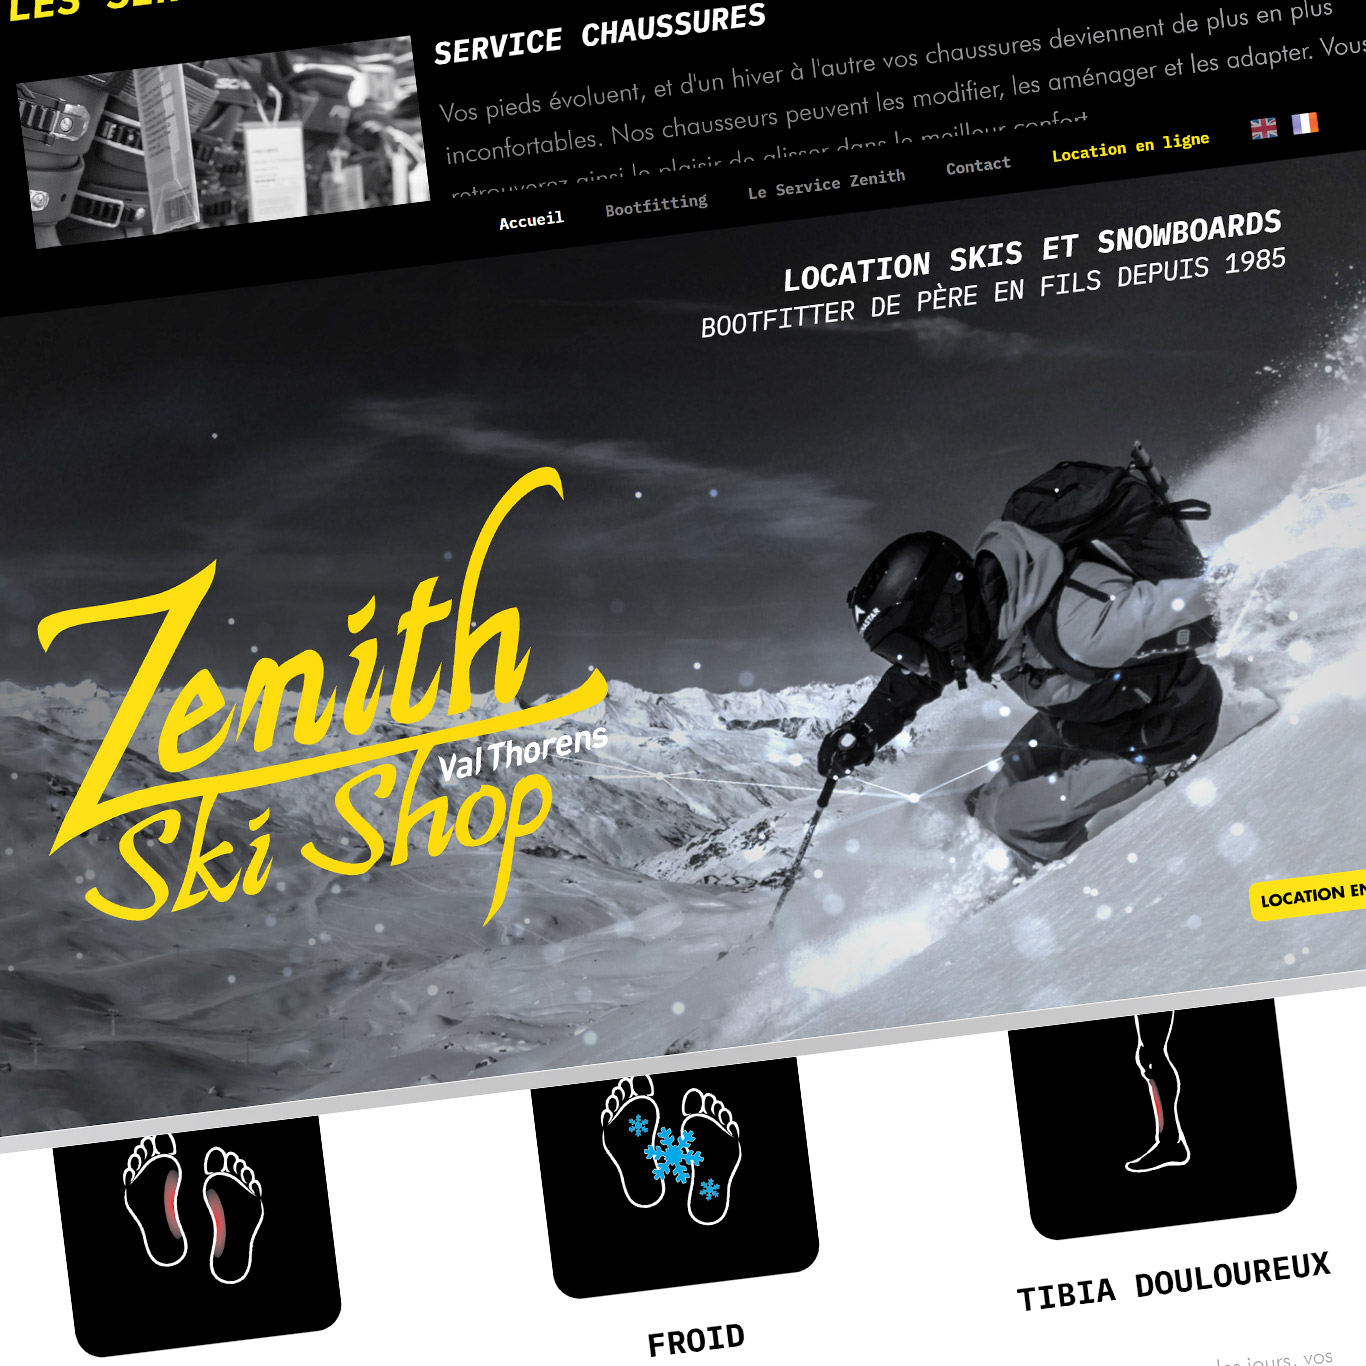 SERVICE CHAUSSURES
Vos pieds évoluent, et d'un hiver à l'autre vos chaussures deviennent de plus en plus
inconfortables. Nos chausseurs peuvent les modifier, les aménager et les adapter. Vous
retrouverez ainsi le plaisir de glisser dans le meilleur confort.
Accueil Bootfitting Le Service Zenith Contact Location en ligne
LOCATION SKIS ET SNOWBOARDS
BOOTFITTER DE PÈRE EN FILS DEPUIS 1985
Zenith
Val Thorens
Ski Shop
LOCATION EN
FROID
TIBIA DOULOUREUX
les jours, vos